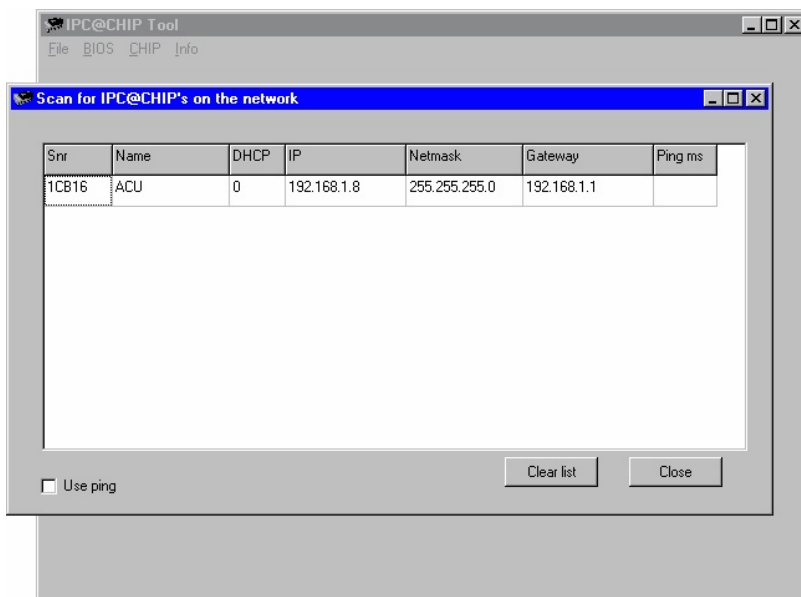 IPC@CHIP Tool
File BIOS CHIP Info
Scan for IPC@CHIP's on the network
Snr Name DHCP IP Netmask Gateway Ping ms
1CB16 ACU 0 192.168.1.8 255.255.255.0 192.168.1.1
Clear list Close
Use ping